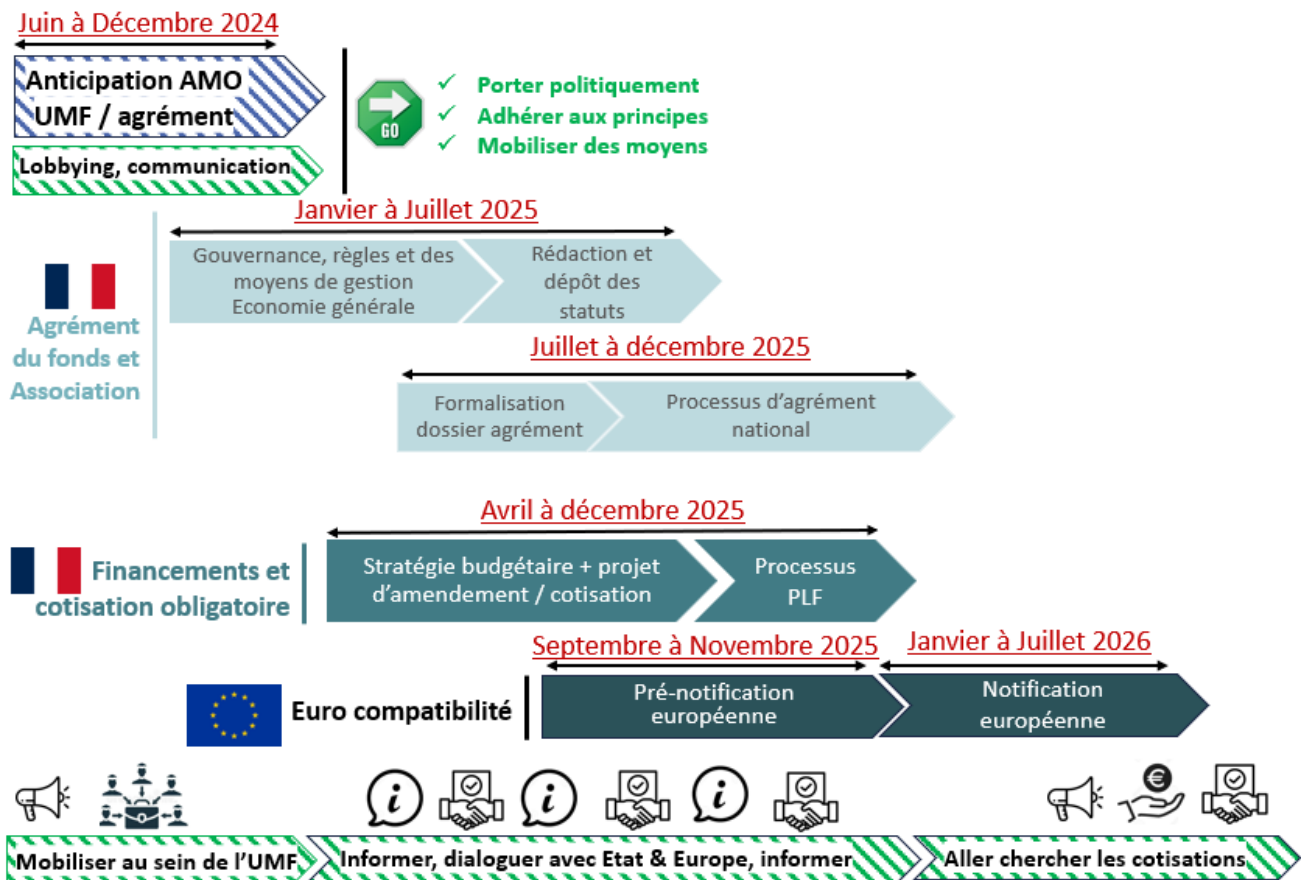 Juin à Décembre 2024
Anticipation AMO
UMF / agrément
Lobbying, communication
GO
✓ Porter politiquement
✓ Adhérer aux principes
✓ Mobiliser des moyens
Janvier à Juillet 2025
Gouvernance, règles et des
moyens de gestion
Economie générale
Rédaction et
dépôt des
statuts
Agrément
du fonds et
Association
Juillet à décembre 2025
Formalisation
dossier agrément
Processus d'agrément
national
Avril à décembre 2025
Financements et
cotisation obligatoire
Stratégie budgétaire + projet
d'amendement / cotisation
Processus
PLF
Septembre à Novembre 2025
Janvier à Juillet 2026
Euro compatibilité
Pré-notification
européenne
Notification
européenne
i
i
i
€
Mobiliser au sein de l'UMF
Informer, dialoguer avec Etat & Europe, informer
Aller chercher les cotisations